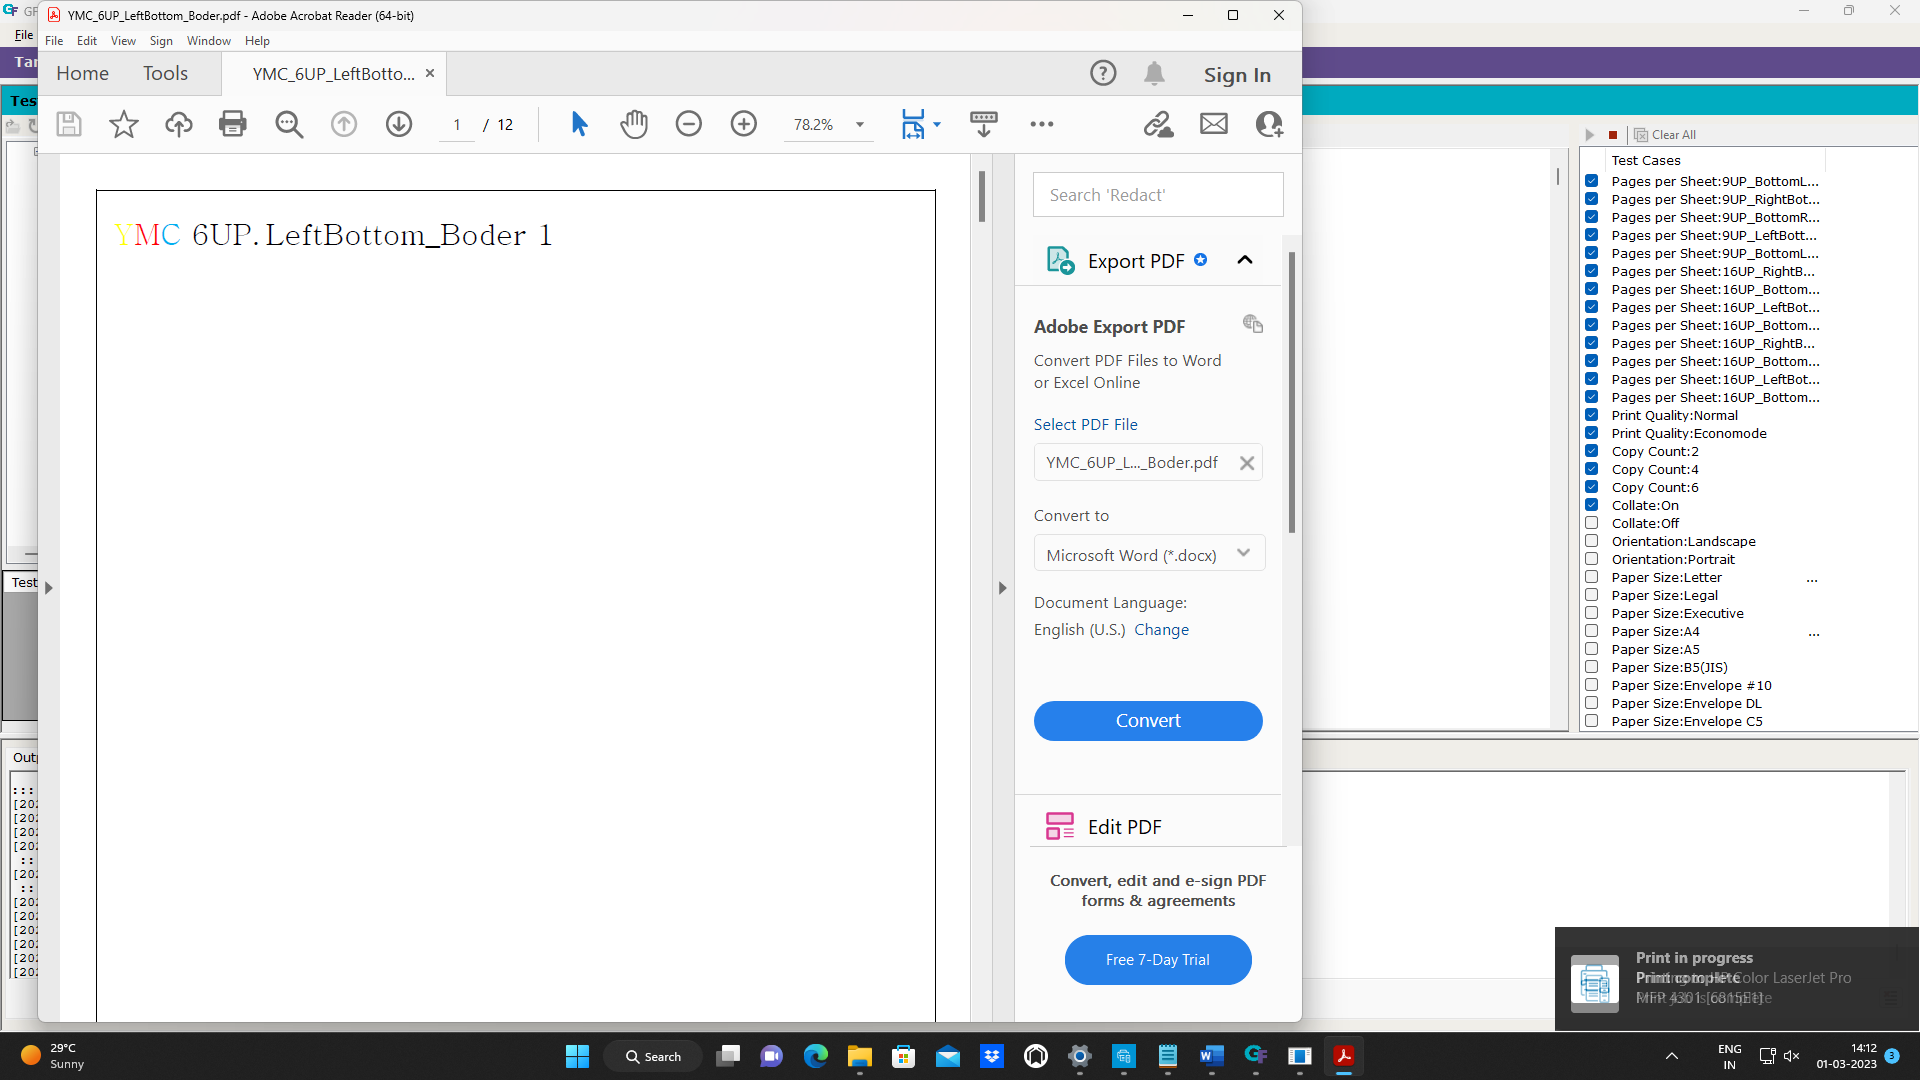 YMC_6UP_LeftBottom_Boder.pdf - Adobe Acrobat Reader (64-bit)
File Edit View Sign Window Help
Home Tools YMC_6UP_LeftBotto... Sign In
1 / 12 78.2%
YMC 6UP.LeftBottom_Boder 1
Search 'Redact'
Export PDF
Adobe Export PDF
Convert PDF Files to Word
or Excel Online
Select PDF File
YMC_6UP_L..._Boder.pdf
Convert to
Microsoft Word (*.docx)
Document Language:
English (U.S.) Change
Convert
Edit PDF
Convert, edit and e-sign PDF
forms & agreements
Free 7-Day Trial
File
Clear All
Test Cases
Pages per Sheet:9UP_BottomL...
Pages per Sheet:9UP_RightBot...
Pages per Sheet:9UP_BottomR...
Pages per Sheet:9UP_LeftBott...
Pages per Sheet:9UP_BottomL...
Pages per Sheet:16UP_RightB...
Pages per Sheet:16UP_Bottom...
Pages per Sheet:16UP_LeftBot...
Pages per Sheet:16UP_Bottom...
Pages per Sheet:16UP_RightB...
Pages per Sheet:16UP_Bottom...
Pages per Sheet:16UP_LeftBot...
Pages per Sheet:16UP_Bottom...
Print Quality:Normal
Print Quality:Economode
Copy Count:2
Copy Count:4
Copy Count:6
Collate:On
Collate:Off
Orientation:Landscape
Orientation:Portrait
Paper Size:Letter ...
Paper Size:Legal
Paper Size:Executive
Paper Size:A4 ...
Paper Size:A5
Paper Size:B5(JIS)
Paper Size:Envelope #10
Paper Size:Envelope DL
Paper Size:Envelope C5
Test
Print in progress
Print complete Color LaserJet Pro
MFP 4301 [6815E1]
29°C
Sunny
Search
ENG
IN
14:12
01-03-2023
3